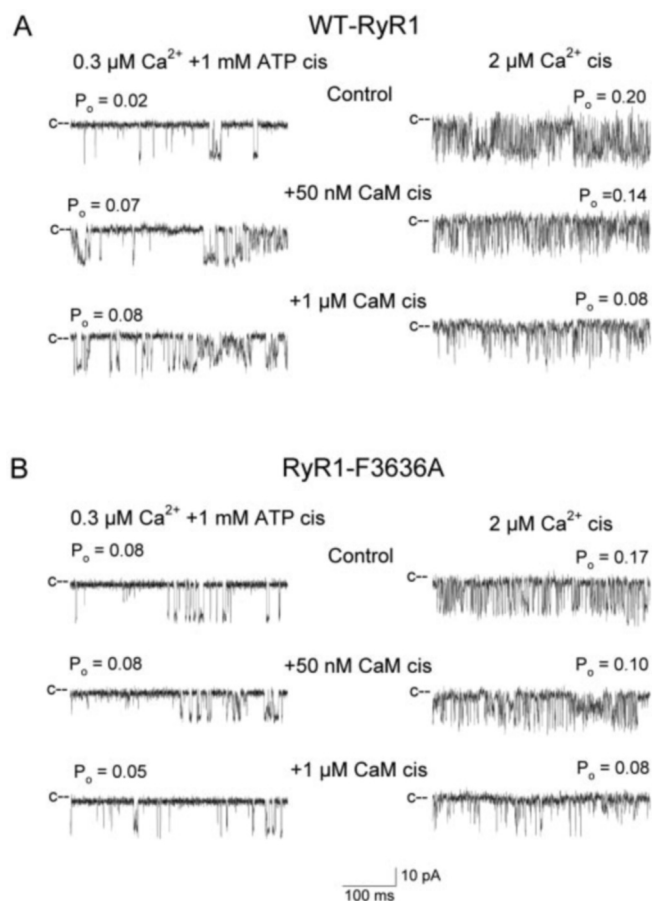 A
WT-RyR1
0.3 µM Ca²⁺ +1 mM ATP cis
2 µM Ca²⁺ cis
Control
Pₒ = 0.02
Pₒ = 0.20
c--
c--
+50 nM CaM cis
Pₒ = 0.07
Pₒ =0.14
c--
c--
+1 µM CaM cis
Pₒ = 0.08
Pₒ = 0.08
c--
c--
B
RyR1-F3636A
0.3 µM Ca²⁺ +1 mM ATP cis
2 µM Ca²⁺ cis
Control
Pₒ = 0.08
Pₒ = 0.17
c--
c--
+50 nM CaM cis
Pₒ = 0.08
Pₒ = 0.10
c--
c--
+1 µM CaM cis
Pₒ = 0.05
Pₒ = 0.08
c--
c--
10 pA
100 ms